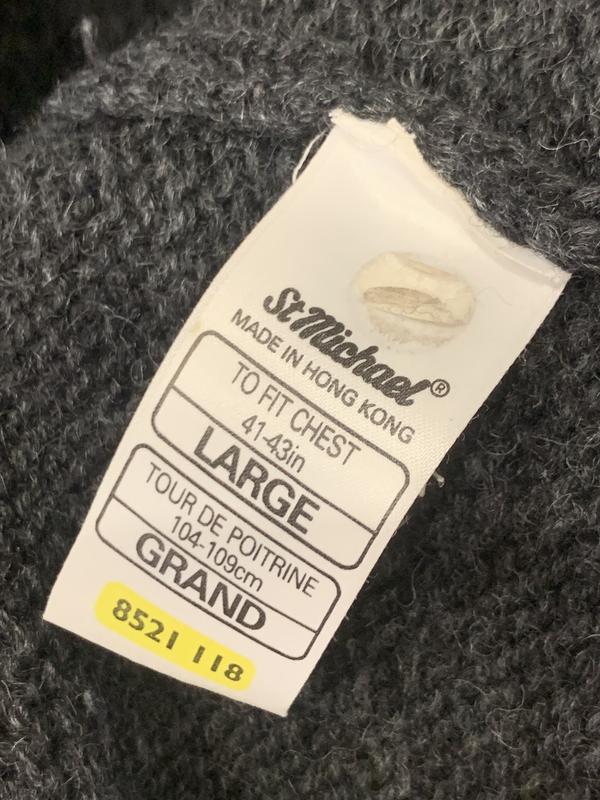 St Michael®
MADE IN HONG KONG
TO FIT CHEST
41-43in
LARGE
TOUR DE POITRINE
104-109cm
GRAND
8521 118